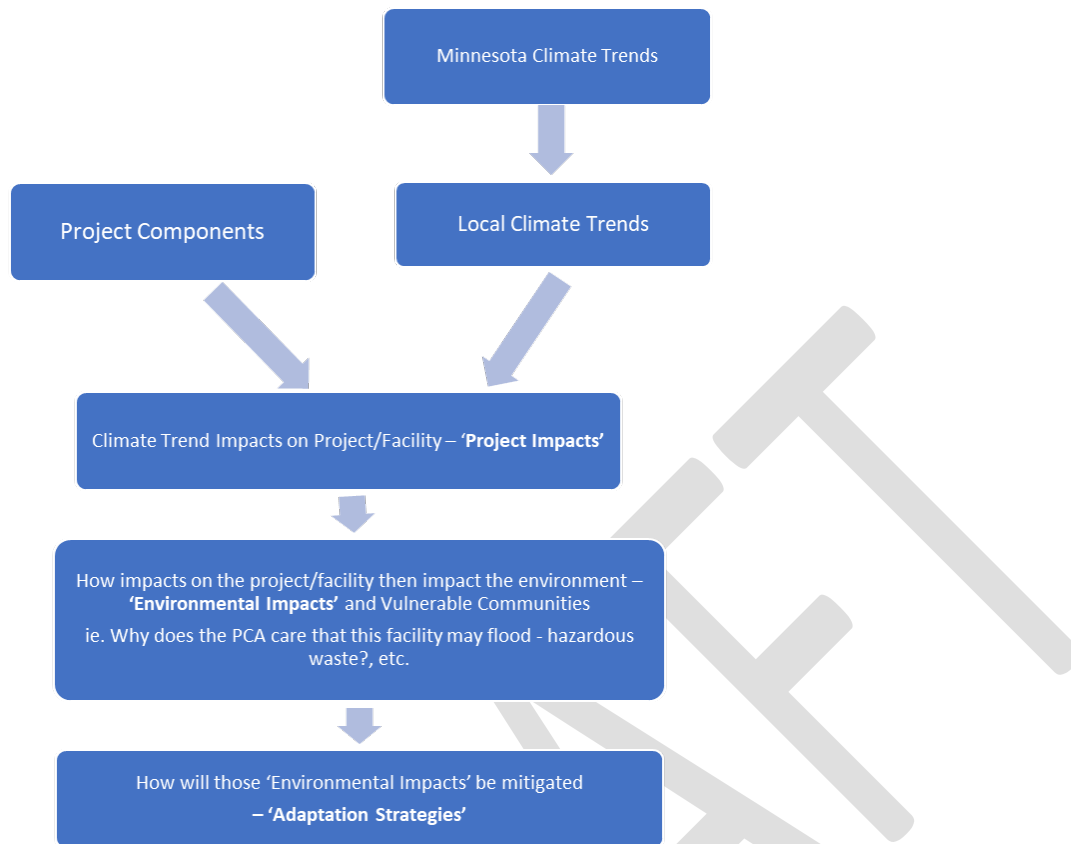 Minnesota Climate Trends
Project Components
Local Climate Trends
Climate Trend Impacts on Project/Facility – ‘Project Impacts’
How impacts on the project/facility then impact the environment –
‘Environmental Impacts’ and Vulnerable Communities
ie. Why does the PCA care that this facility may flood - hazardous
waste?, etc.
How will those ‘Environmental Impacts’ be mitigated
– ‘Adaptation Strategies’